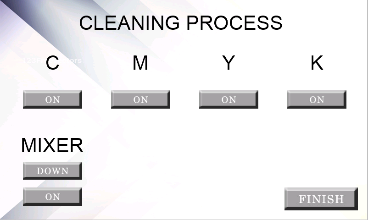 CLEANING PROCESS
C M Y K
ON ON ON ON
MIXER
DOWN
ON FINISH